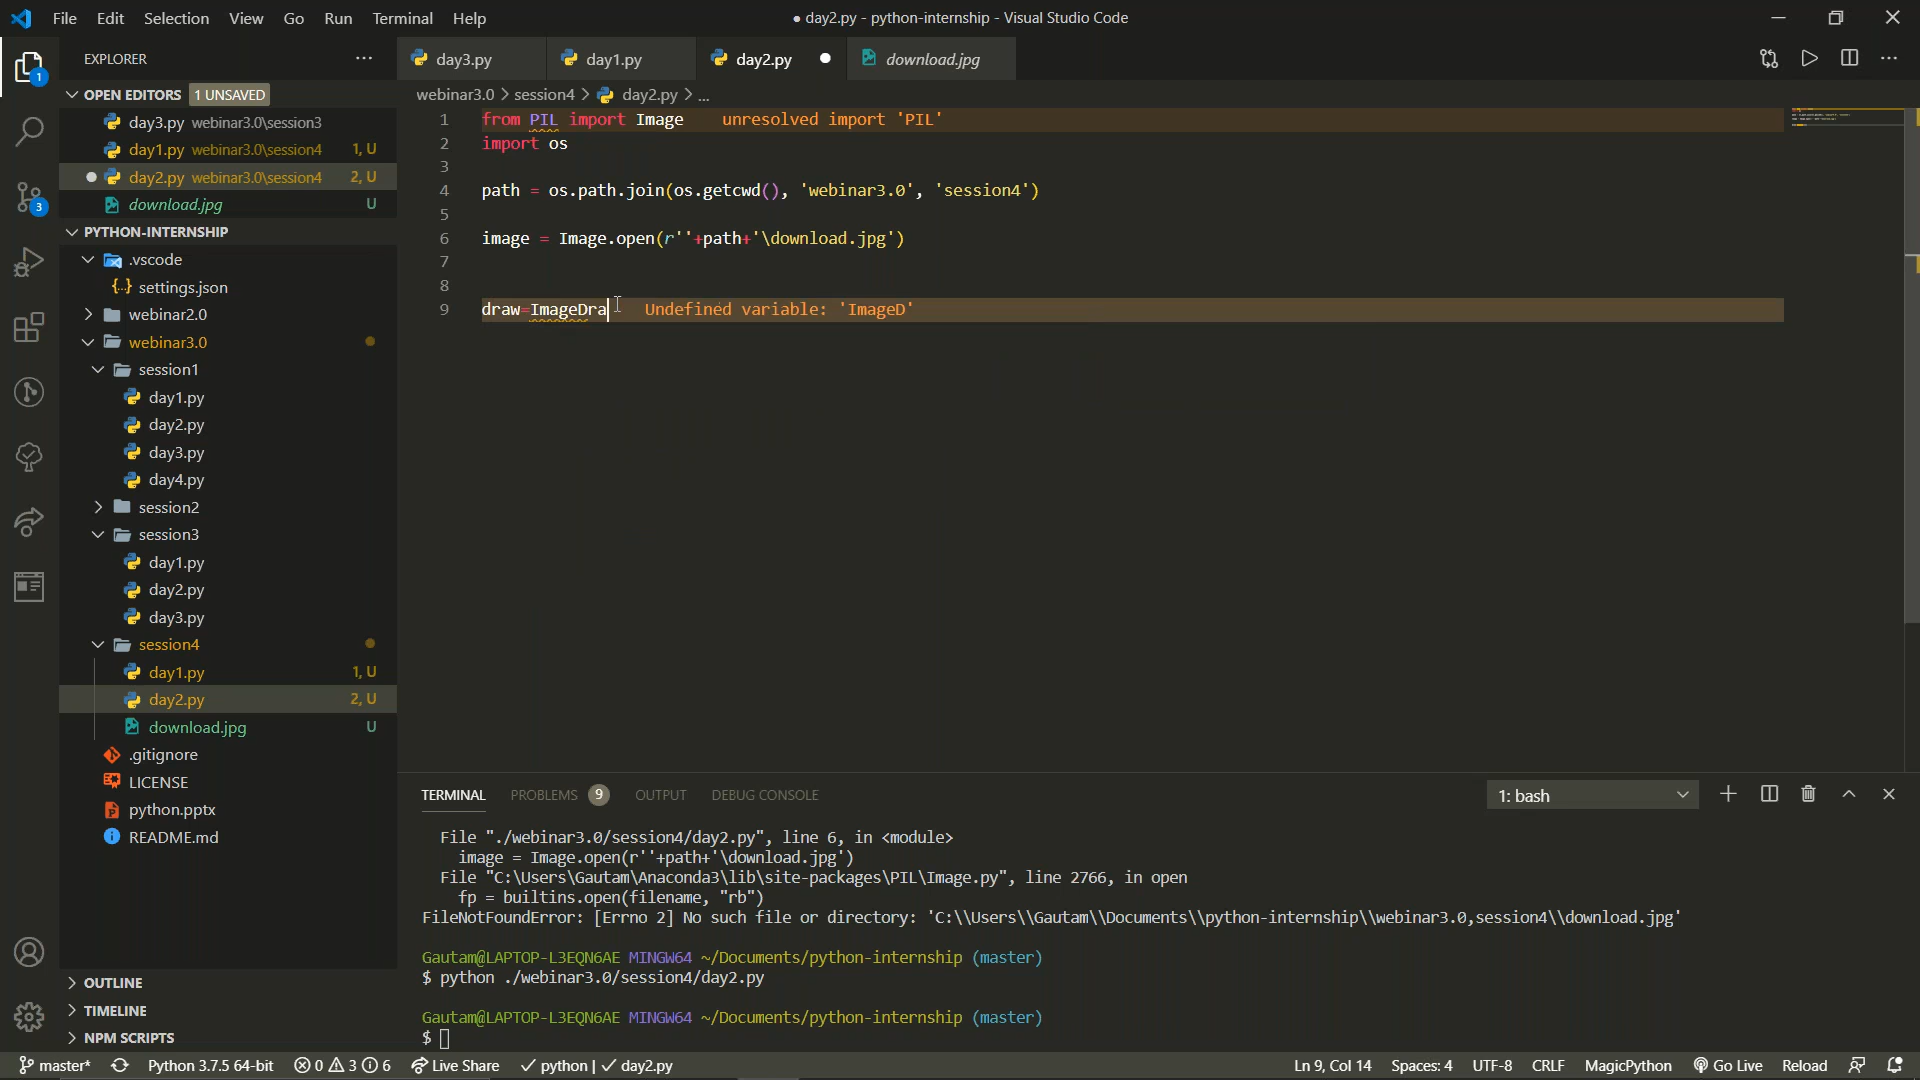 File Edit Selection View Go Run Terminal Help
● day2.py - python-internship - Visual Studio Code
EXPLORER
day3.py day1.py day2.py download.jpg
OPEN EDITORS 1 UNSAVED
day3.py webinar3.0\session3
day1.py webinar3.0\session4 1, U
day2.py webinar3.0\session4 2, U
download.jpg U
PYTHON-INTERNSHIP
.vscode
settings.json
webinar2.0
webinar3.0
session1
day1.py
day2.py
day3.py
day4.py
session2
session3
day1.py
day2.py
day3.py
session4
day1.py 1, U
day2.py 2, U
download.jpg U
.gitignore
LICENSE
python.pptx
README.md
OUTLINE
TIMELINE
NPM SCRIPTS
1
3
webinar3.0 > session4 > day2.py > ...
1 from PIL import Image unresolved import 'PIL'
2 import os
3
4 path = os.path.join(os.getcwd(), 'webinar3.0', 'session4')
5
6 image = Image.open(r''+path+'\download.jpg')
7
8
9 draw=ImageDra Undefined variable: 'ImageD'
TERMINAL PROBLEMS 9 OUTPUT DEBUG CONSOLE
1: bash
File "./webinar3.0/session4/day2.py", line 6, in <module>
image = Image.open(r''+path+'\download.jpg')
File "C:\Users\Gautam\Anaconda3\lib\site-packages\PIL\Image.py", line 2766, in open
fp = builtins.open(filename, "rb")
FileNotFoundError: [Errno 2] No such file or directory: 'C:\\Users\\Gautam\\Documents\\python-internship\\webinar3.0,session4\\download.jpg'
Gautam@LAPTOP-L3EQN6AE MINGW64 ~/Documents/python-internship (master)
$ python ./webinar3.0/session4/day2.py
Gautam@LAPTOP-L3EQN6AE MINGW64 ~/Documents/python-internship (master)
$
master* Python 3.7.5 64-bit 0 3 6 Live Share python | day2.py
Ln 9, Col 14 Spaces: 4 UTF-8 CRLF MagicPython Go Live Reload